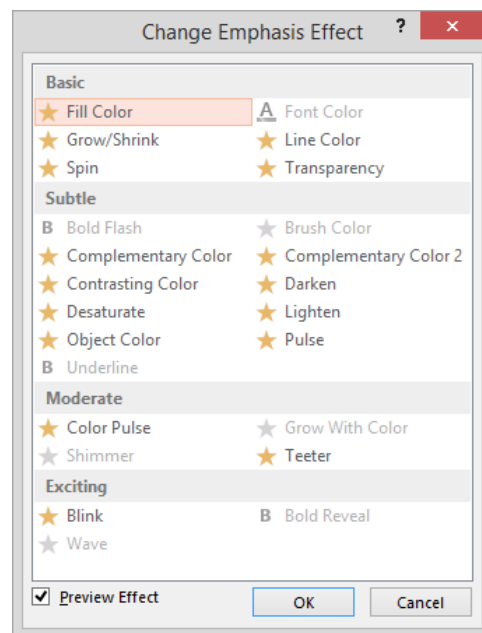 Change Emphasis Effect ? ×
Basic
Fill Color A Font Color
Grow/Shrink Line Color
Spin Transparency
Subtle
B Bold Flash Brush Color
Complementary Color Complementary Color 2
Contrasting Color Darken
Desaturate Lighten
Object Color Pulse
B Underline
Moderate
Color Pulse Grow With Color
Shimmer Teeter
Exciting
Blink B Bold Reveal
Wave
Preview Effect OK Cancel